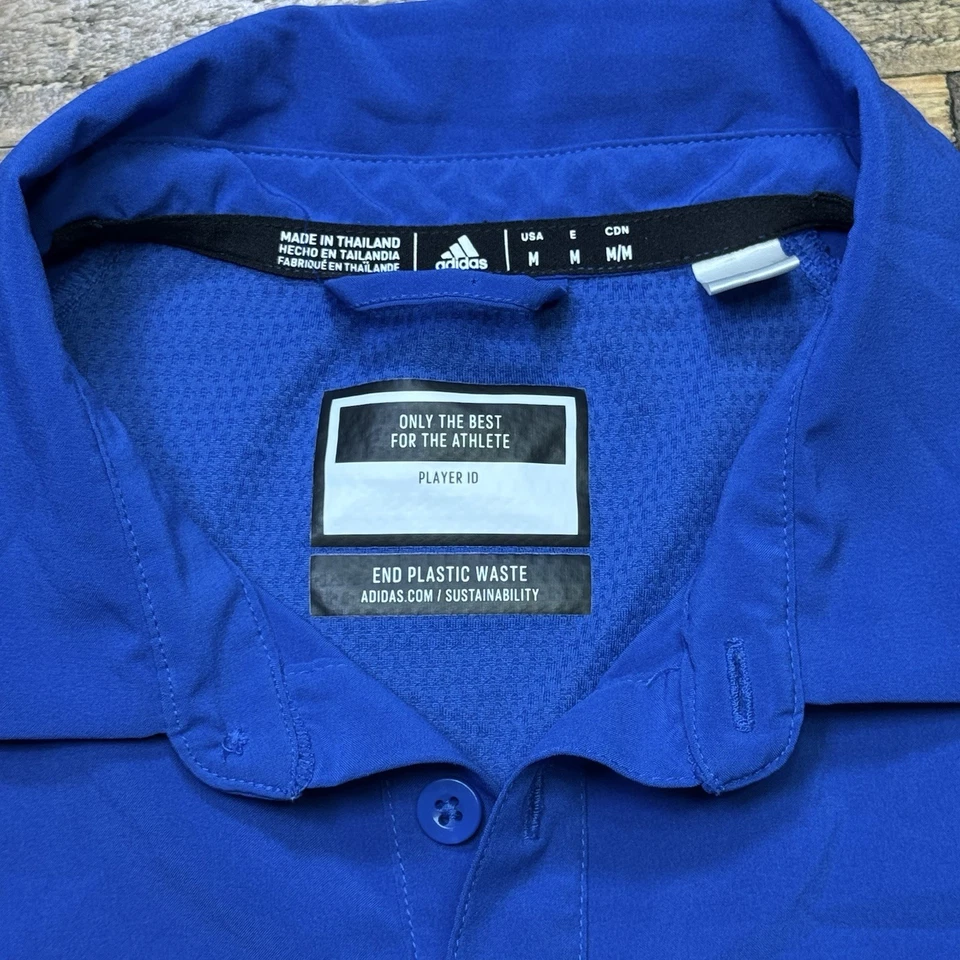 MADE IN THAILAND
HECHO EN TAILANDIA
FABRIQUÉ EN THAÏLANDE
adidas
USA E CDN
M M M/M
ONLY THE BEST
FOR THE ATHLETE
PLAYER ID
END PLASTIC WASTE
ADIDAS.COM / SUSTAINABILITY